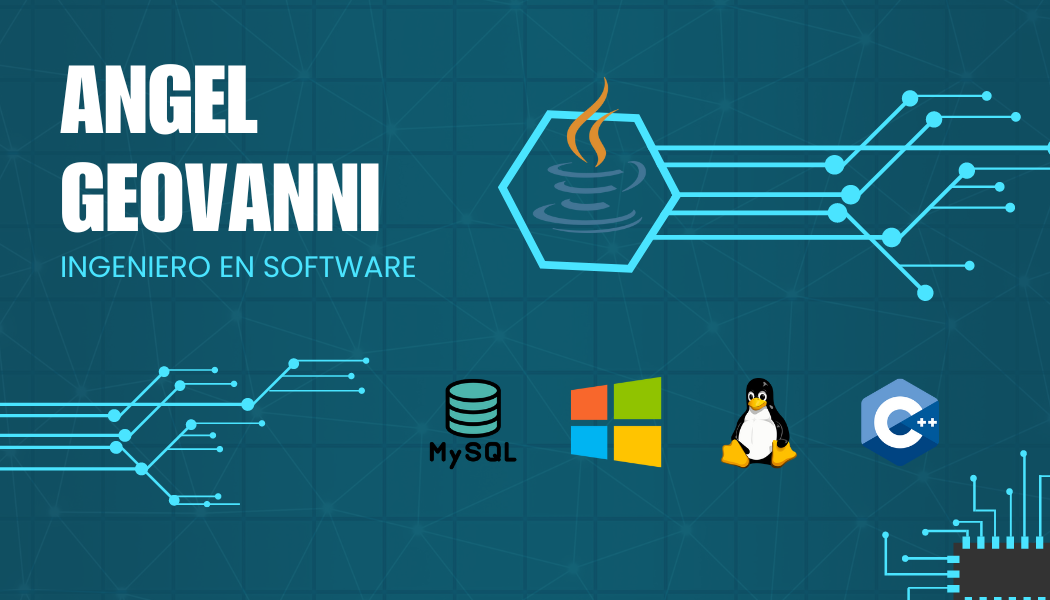 ANGEL
GEOVANNI
INGENIERO EN SOFTWARE
MySQL
C++